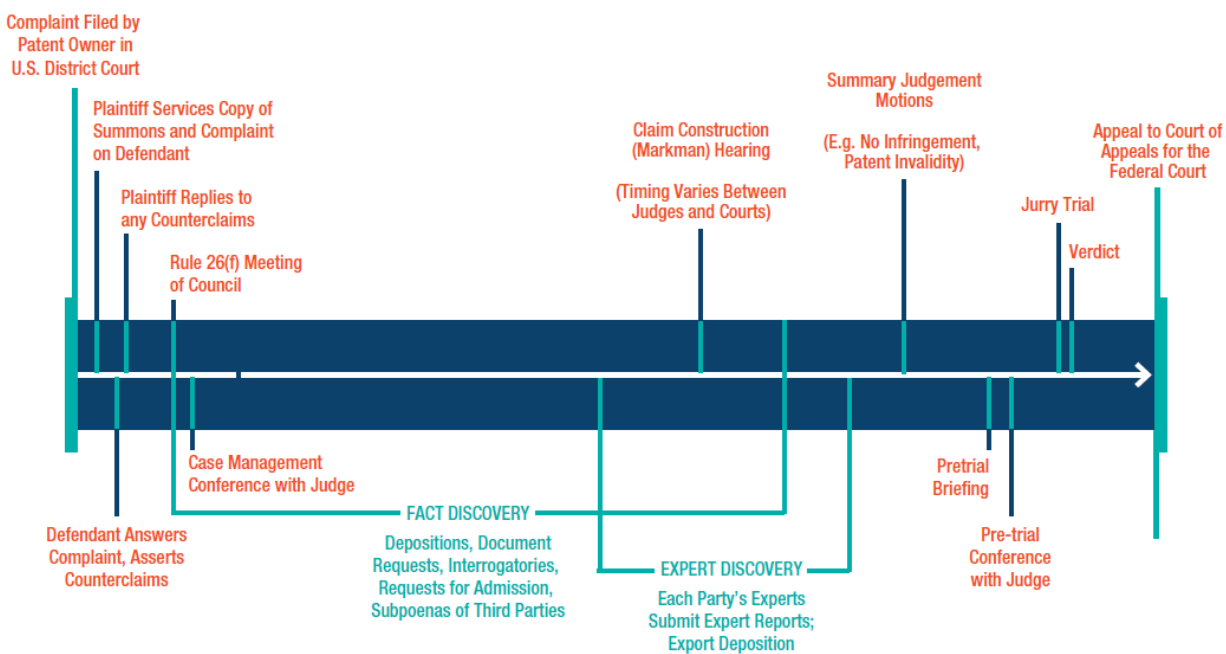 Complaint Filed by
Patent Owner in
U.S. District Court
Plaintiff Services Copy of
Summons and Complaint
on Defendant
Plaintiff Replies to
any Counterclaims
Rule 26(f) Meeting
of Council
Claim Construction
(Markman) Hearing
(Timing Varies Between
Judges and Courts)
Summary Judgement
Motions
(E.g. No Infringement,
Patent Invalidity)
Jurry Trial
Verdict
Appeal to Court of
Appeals for the
Federal Court
Defendant Answers
Complaint, Asserts
Counterclaims
Case Management
Conference with Judge
FACT DISCOVERY
Depositions, Document
Requests, Interrogatories,
Requests for Admission,
Subpoenas of Third Parties
EXPERT DISCOVERY
Each Party's Experts
Submit Expert Reports;
Export Deposition
Pretrial
Briefing
Pre-trial
Conference
with Judge